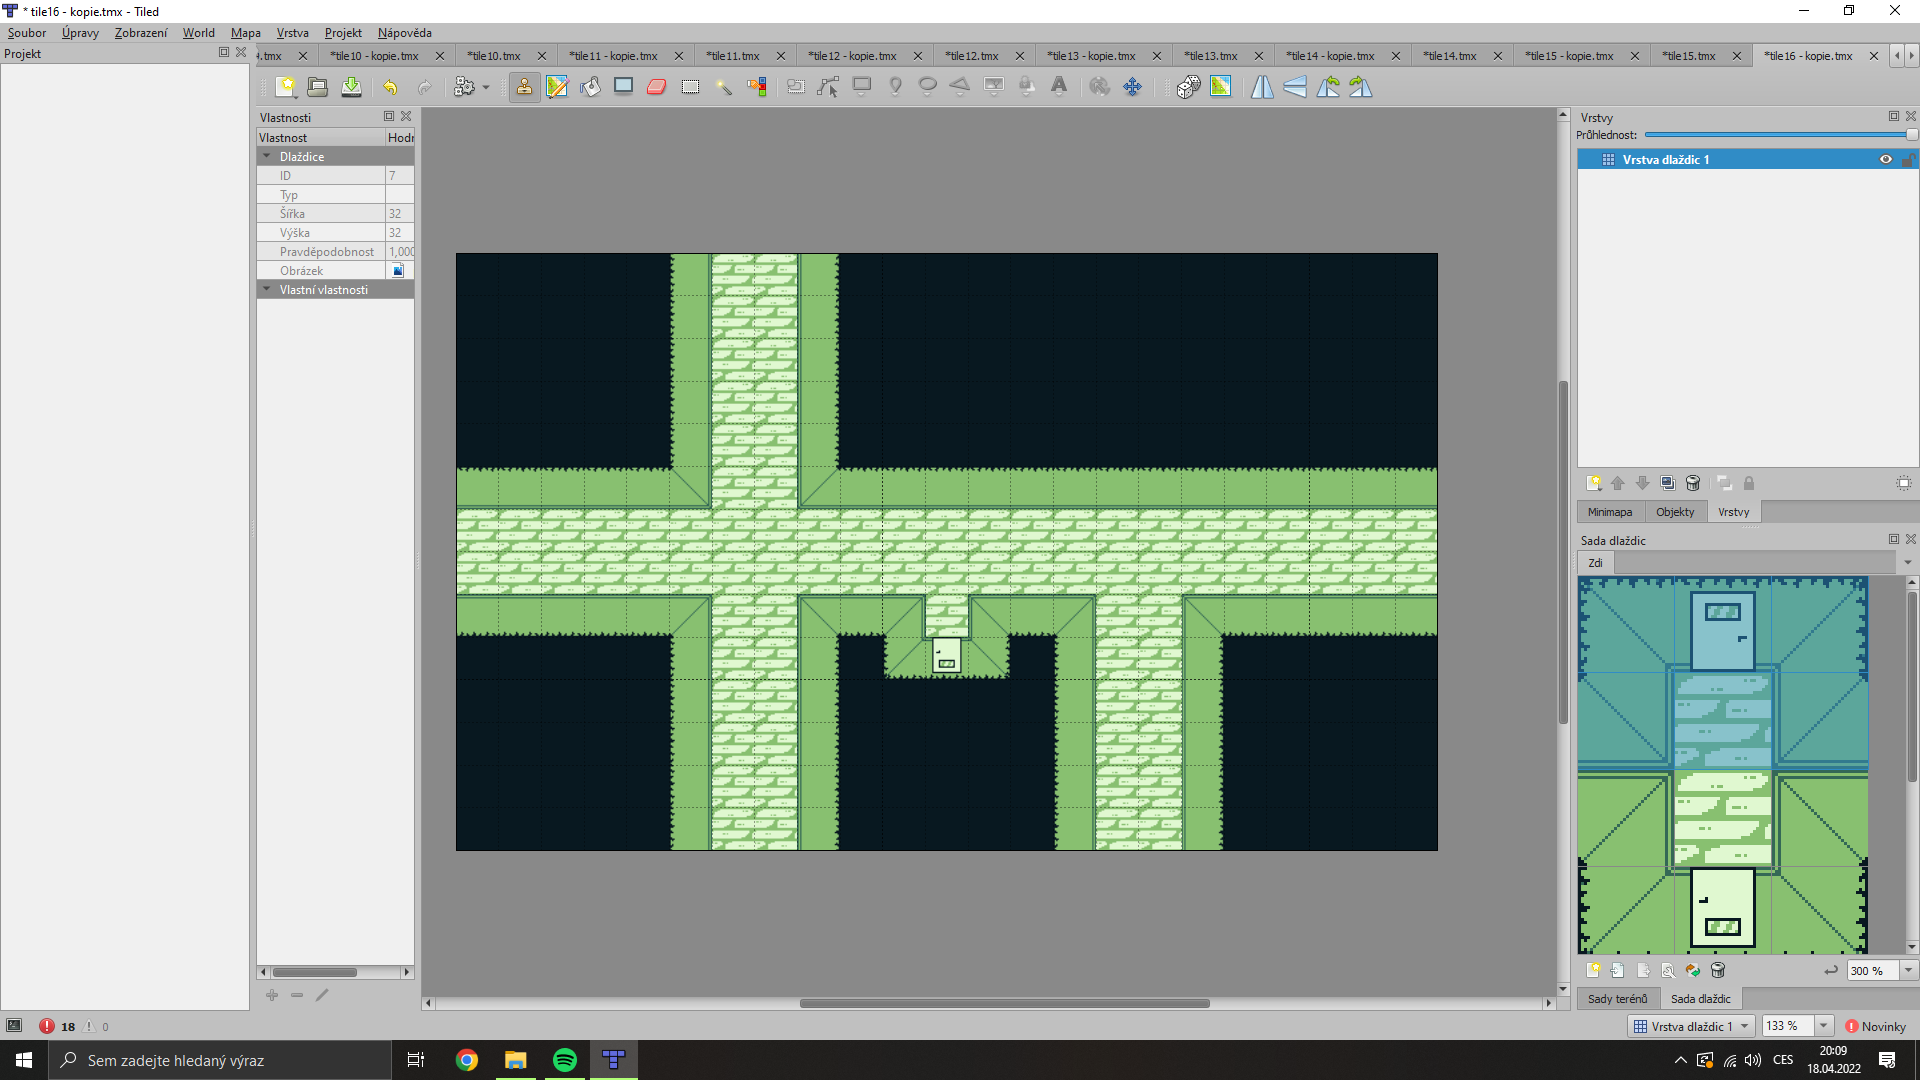 * tile16 - kopie.tmx - Tiled
Soubor Úpravy Zobrazení World Mapa Vrstva Projekt Nápověda
Projekt
.tmx *tile10 - kopie.tmx *tile10.tmx *tile11 - kopie.tmx *tile11.tmx *tile12 - kopie.tmx *tile12.tmx *tile13 - kopie.tmx *tile13.tmx *tile14 - kopie.tmx *tile14.tmx *tile15 - kopie.tmx *tile15.tmx *tile16 - kopie.tmx
Vlastnosti
Vlastnost Hodr
Dlaždice
ID 7
Typ
Šířka 32
Výška 32
Pravděpodobnost 1,000
Obrázek
Vlastní vlastnosti
Vrstvy
Průhlednost:
Vrstva dlaždic 1
Minimapa Objekty Vrstvy
Sada dlaždic
Zdi
300 %
Sady terénů Sada dlaždic
18 0
Vrstva dlaždic 1 133 % Novinky
Sem zadejte hledaný výraz
CES
20:09
18.04.2022